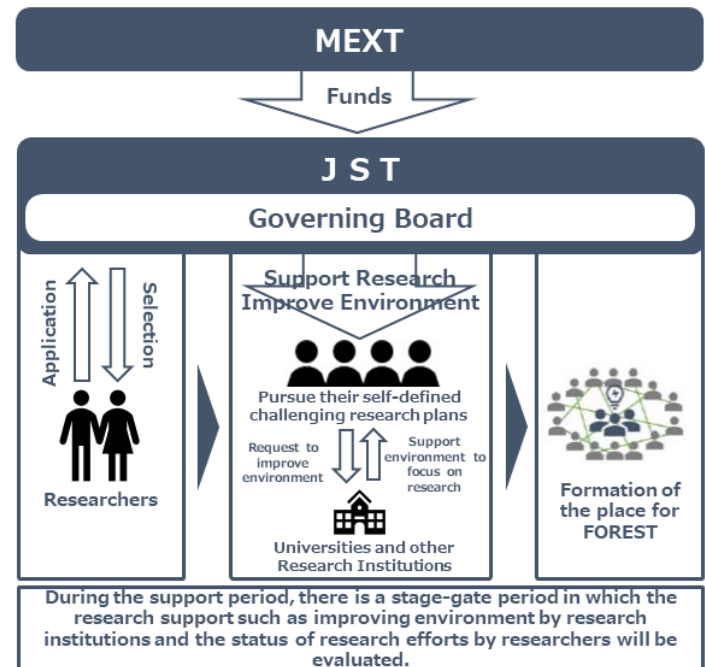 MEXT
Funds
J S T
Governing Board
Application
Selection
Researchers
Support Research
Improve Environment
Pursue their self-defined
challenging research plans
Request to
improve
environment
Support
environment to
focus on
research
Universities and other
Research Institutions
Formation of
the place for
FOREST
During the support period, there is a stage-gate period in which the
research support such as improving environment by research
institutions and the status of research efforts by researchers will be
evaluated.